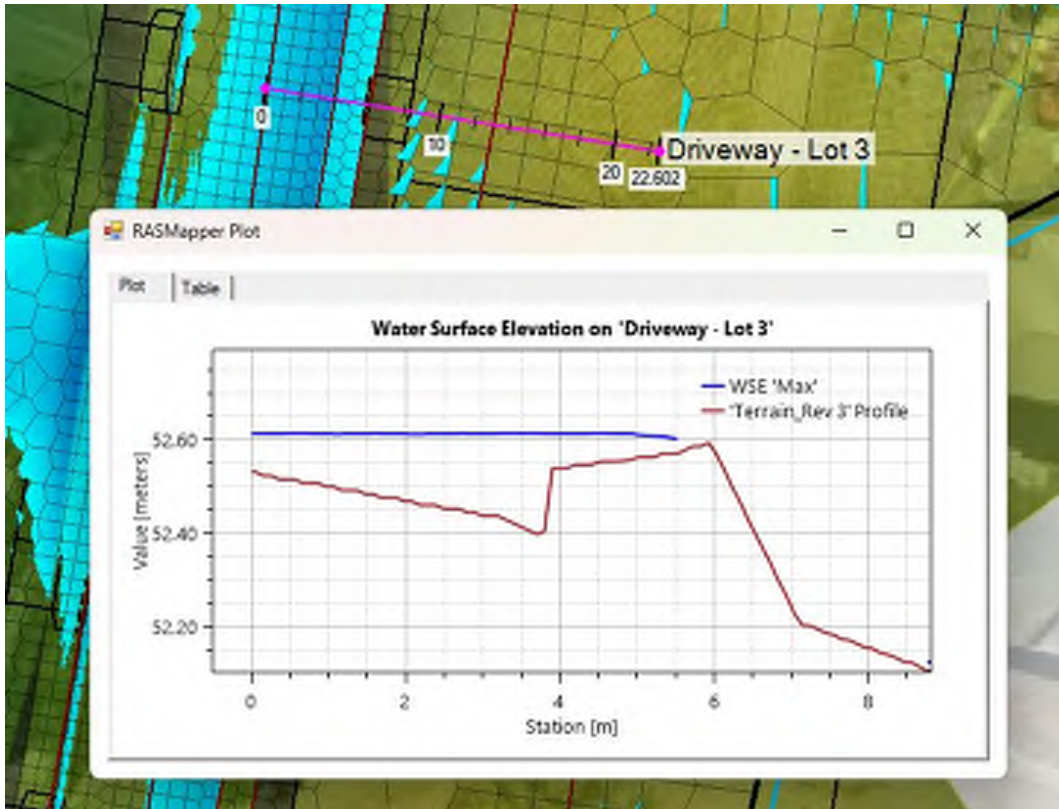 0
10
20
22.602
Driveway - Lot 3
RASMapper Plot
Plot
Table
Water Surface Elevation on 'Driveway - Lot 3'
WSE 'Max'
'Terrain_Rev 3' Profile
Value [meters]
52.60
52.40
52.20
0
2
4
6
8
Station [m]